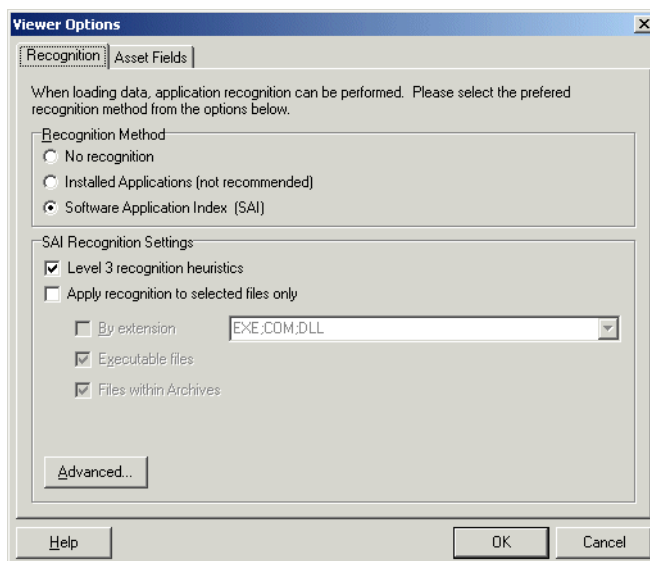 Viewer Options
Recognition
Asset Fields
When loading data, application recognition can be performed. Please select the prefered
recognition method from the options below.
Recognition Method
No recognition
Installed Applications (not recommended)
Software Application Index (SAI)
SAI Recognition Settings
Level 3 recognition heuristics
Apply recognition to selected files only
By extension
EXE;COM;DLL
Executable files
Files within Archives
Advanced...
Help
OK
Cancel